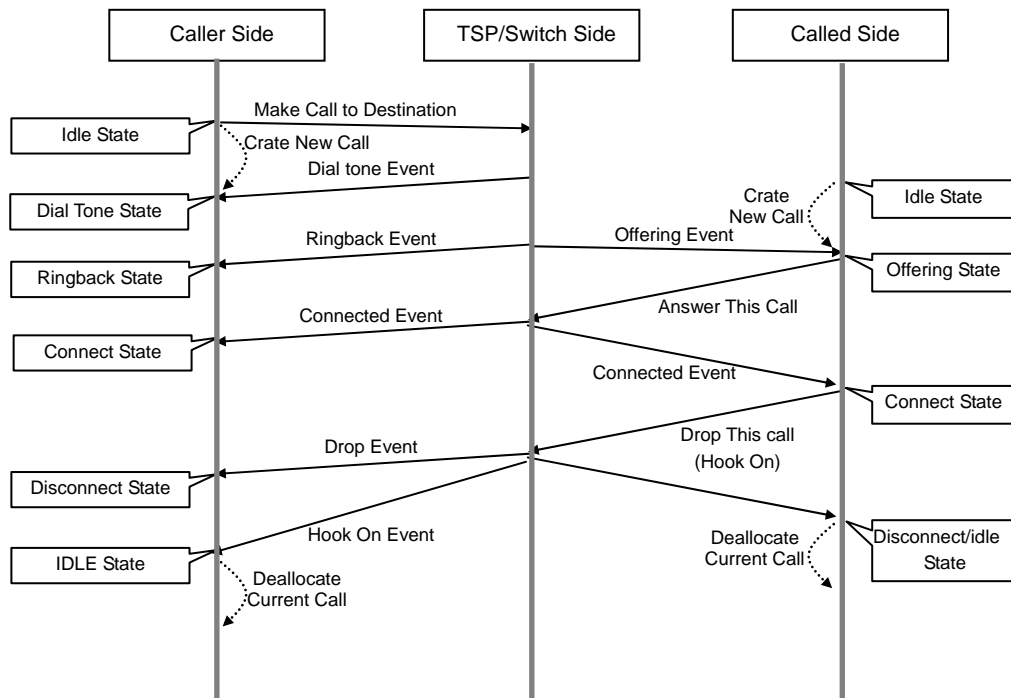 Caller Side
TSP/Switch Side
Called Side
Make Call to Destination
Idle State
Crate New Call
Dial tone Event
Idle State
Crate
New Call
Dial Tone State
Ringback Event
Offering Event
Ringback State
Offering State
Answer This Call
Connected Event
Connect State
Connected Event
Connect State
Drop This call
(Hook On)
Drop Event
Disconnect State
Hook On Event
Disconnect/idle
State
IDLE State
Deallocate
Current Call
Deallocate
Current Call